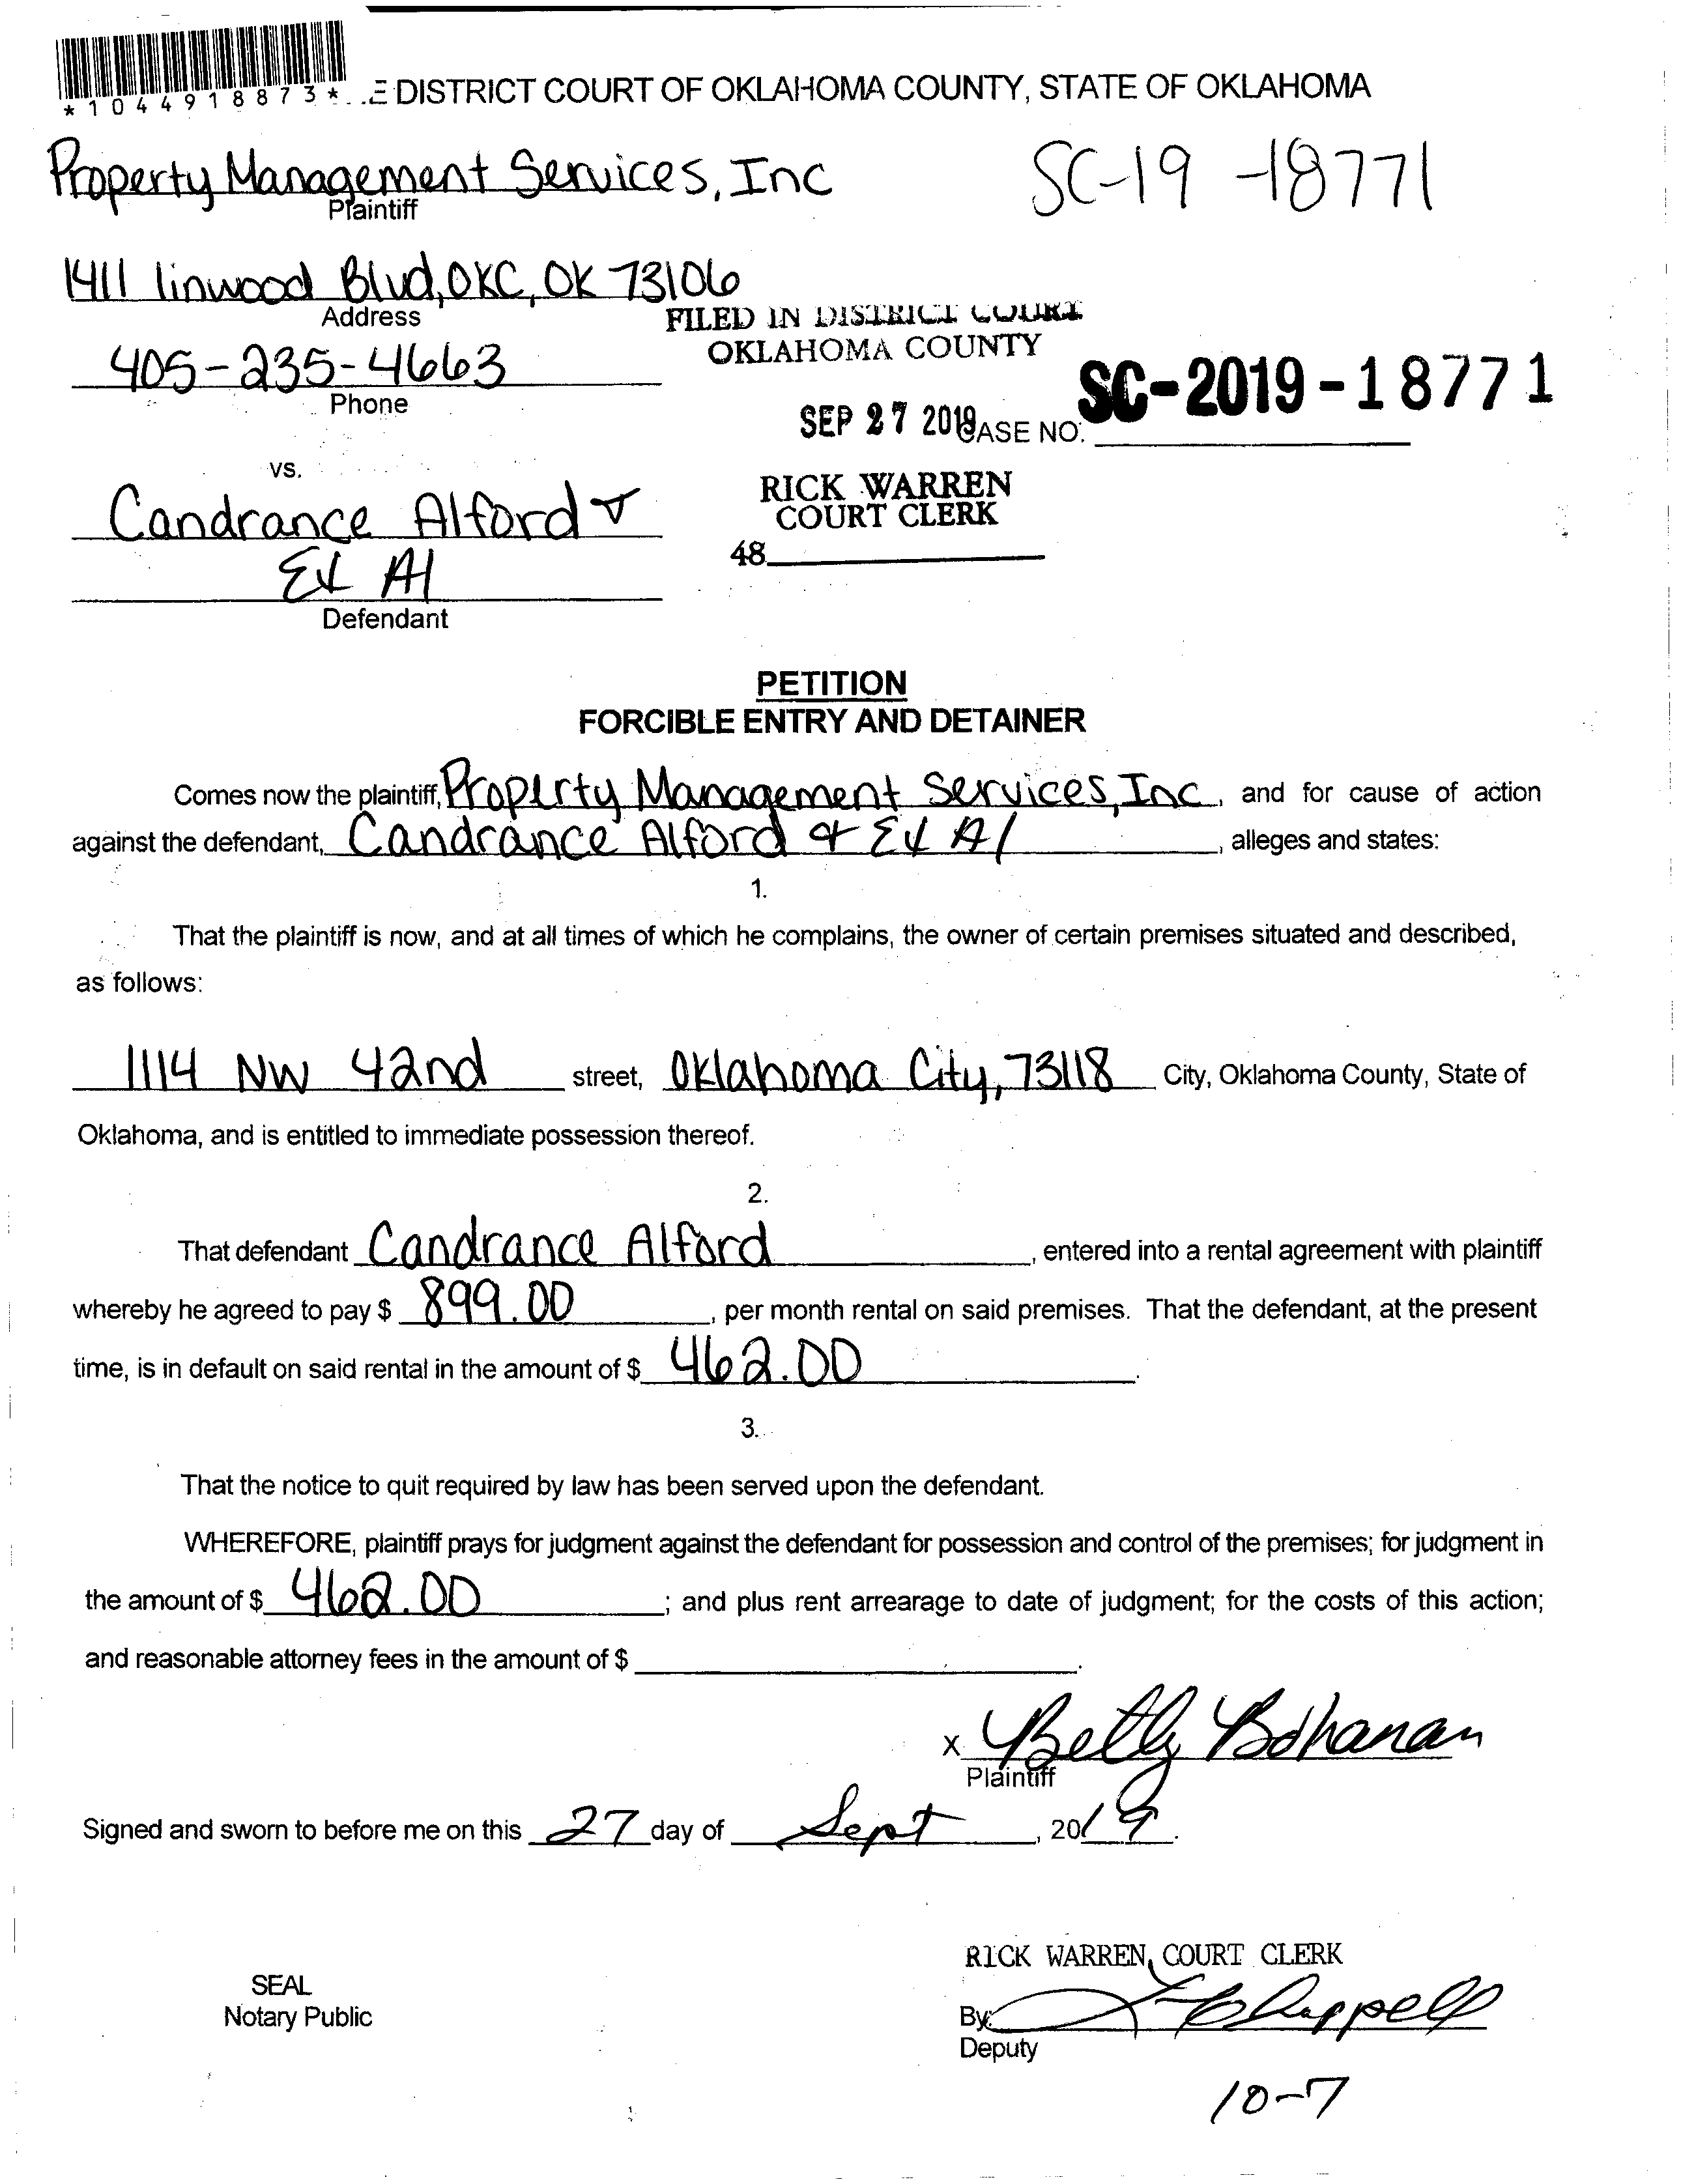 *1044918873*
E DISTRICT COURT OF OKLAHOMA COUNTY, STATE OF OKLAHOMA
Property Management Services, Inc
SC-19-18771
Plaintiff
1411 linwood Blvd, OKC, OK 73106
Address
FILED IN DISTRICT COURT
OKLAHOMA COUNTY
405-235-4663
Phone
SEP 27 2019
CASE NO. SC-2019-18771
vs.
RICK WARREN
COURT CLERK
48
Candrance Alford &
Et Al
Defendant
PETITION
FORCIBLE ENTRY AND DETAINER
Comes now the plaintiff, Property Management Services, Inc, and for cause of action
against the defendant, Candrance Alford & Et Al, alleges and states:
1.
That the plaintiff is now, and at all times of which he complains, the owner of certain premises situated and described,
as follows:
1114 NW 42nd street, Oklahoma City, 73118 City, Oklahoma County, State of
Oklahoma, and is entitled to immediate possession thereof.
2.
That defendant Candrance Alford, entered into a rental agreement with plaintiff
whereby he agreed to pay $ 899.00, per month rental on said premises. That the defendant, at the present
time, is in default on said rental in the amount of $ 462.00.
3.
That the notice to quit required by law has been served upon the defendant.
WHEREFORE, plaintiff prays for judgment against the defendant for possession and control of the premises; for judgment in
the amount of $ 462.00; and plus rent arrearage to date of judgment; for the costs of this action;
and reasonable attorney fees in the amount of $ .
x Betty Bohanan
Plaintiff
Signed and sworn to before me on this 27 day of Sept, 2019.
RICK WARREN, COURT CLERK
SEAL
Notary Public
By: Chappell
Deputy
10-7